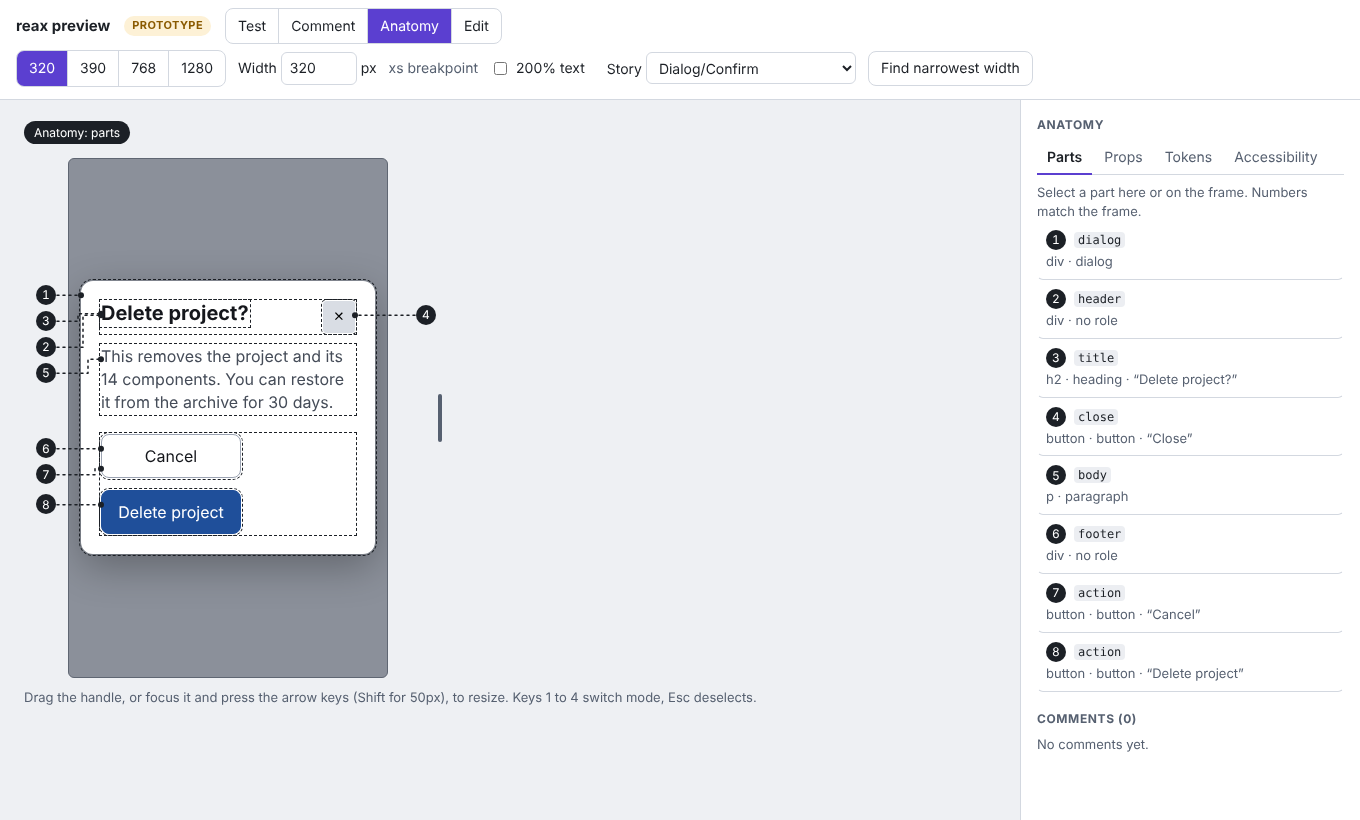 reax preview PROTOTYPE Test Comment Anatomy Edit
320 390 768 1280 Width 320 px xs breakpoint 200% text Story Dialog/Confirm Find narrowest width
Anatomy: parts
1
3
2
5
6
7
8
4
Delete project?
×
This removes the project and its
14 components. You can restore
it from the archive for 30 days.
Cancel
Delete project
Drag the handle, or focus it and press the arrow keys (Shift for 50px), to resize. Keys 1 to 4 switch mode, Esc deselects.
ANATOMY
Parts Props Tokens Accessibility
Select a part here or on the frame. Numbers
match the frame.
1 dialog
div · dialog
2 header
div · no role
3 title
h2 · heading · “Delete project?”
4 close
button · button · “Close”
5 body
p · paragraph
6 footer
div · no role
7 action
button · button · “Cancel”
8 action
button · button · “Delete project”
COMMENTS (0)
No comments yet.